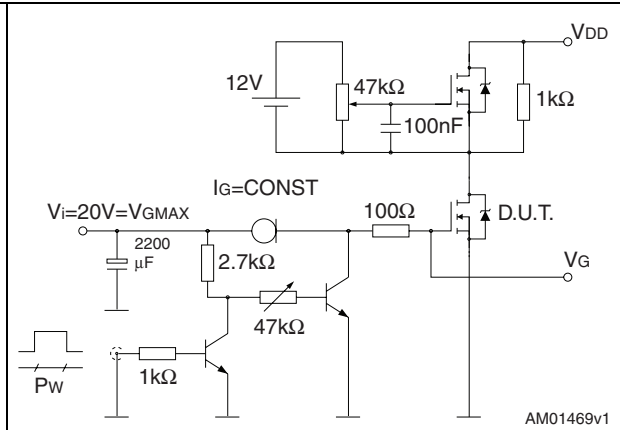 VDD
12V
47kΩ
1kΩ
100nF
IG=CONST
Vi=20V=VGMAX
100Ω
D.U.T.
2200
μF
2.7kΩ
VG
47kΩ
1kΩ
PW
AM01469v1